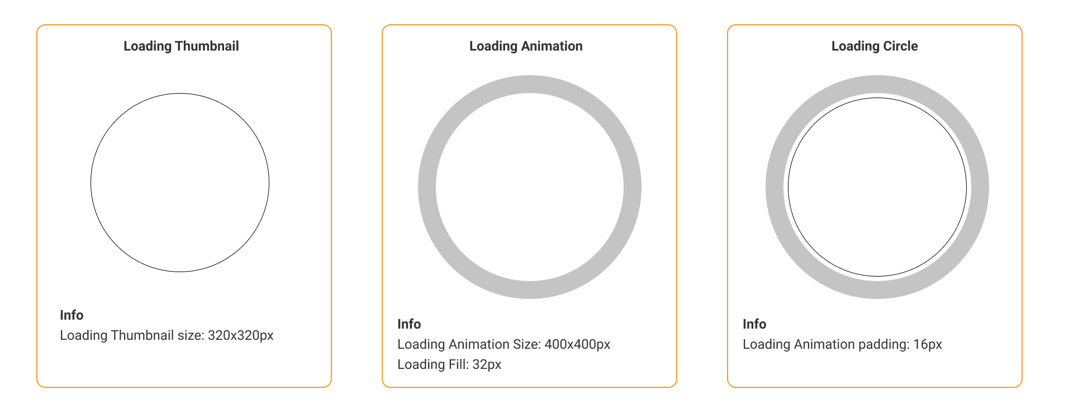 Loading Thumbnail
Info
Loading Thumbnail size: 320x320px
Loading Animation
Info
Loading Animation Size: 400x400px
Loading Fill: 32px
Loading Circle
Info
Loading Animation padding: 16px